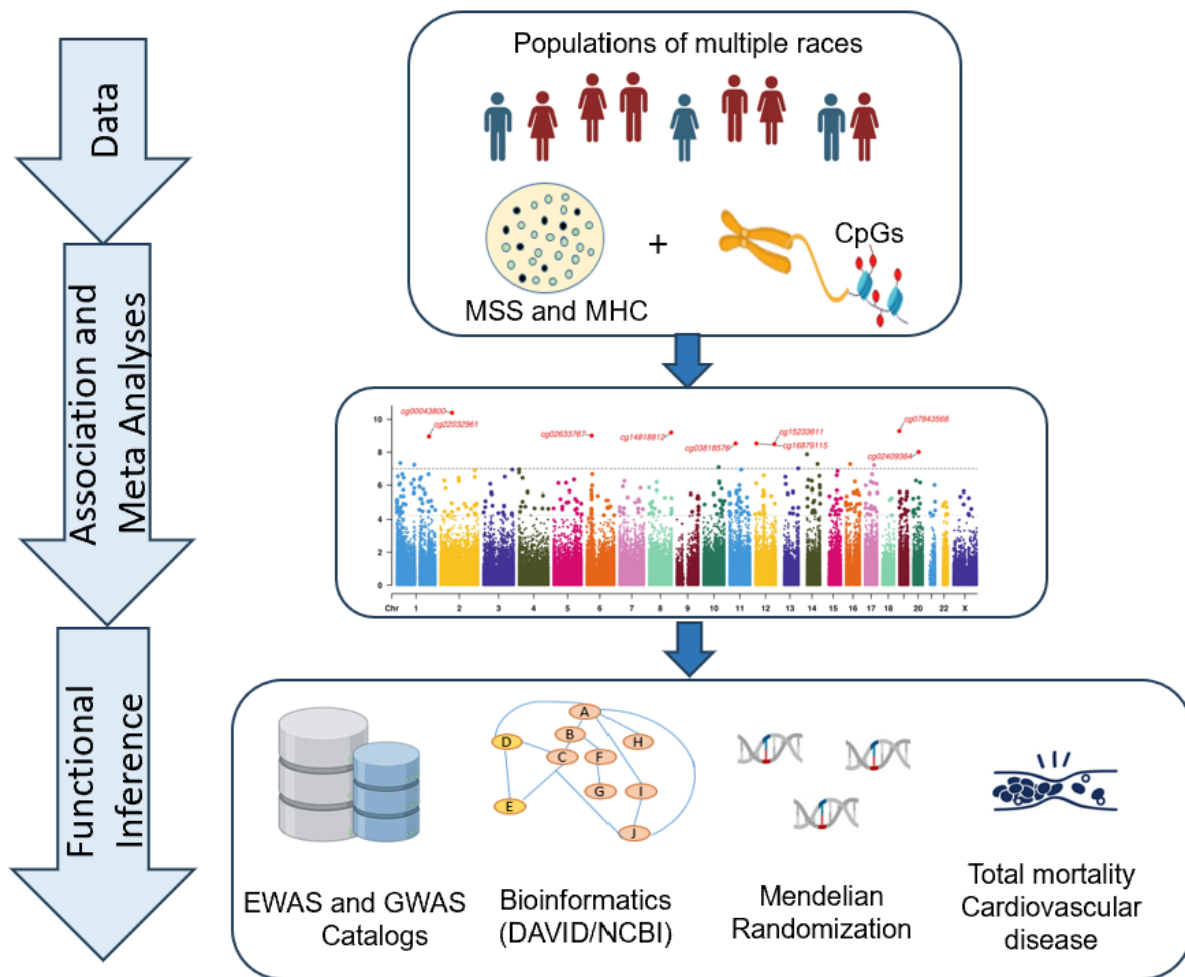 Data
Populations of multiple races
MSS and MHC
+
CpGs
Association and
Meta Analyses
cg00043800
cg22032961
cg02633767
cg14818812
cg03818576
cg15233611
cg16879115
cg07843568
cg02409364
10
8
6
4
2
0
Chr 1 2 3 4 5 6 7 8 9 10 11 12 13 14 15 16 17 18 20 22 X
Functional
Inference
A
B
C
D
E
F
G
H
I
J
EWAS and GWAS
Catalogs
Bioinformatics
(DAVID/NCBI)
Mendelian
Randomization
Total mortality
Cardiovascular
disease